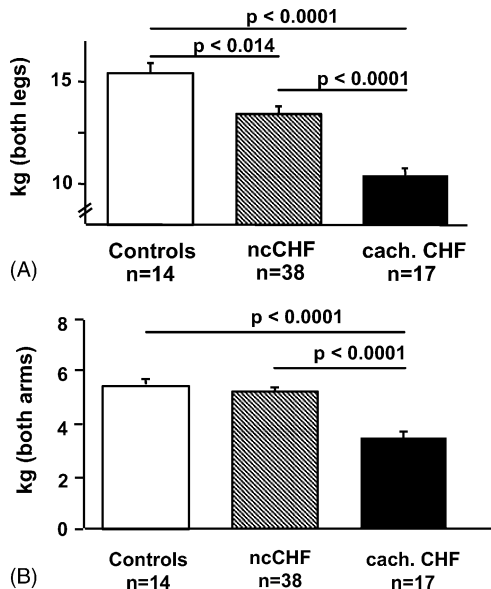 p < 0.0001
p < 0.014
p < 0.0001
15
10
kg (both legs)
Controls ncCHF cach. CHF
n=14 n=38 n=17
(A)
p < 0.0001
p < 0.0001
8
6
4
2
0
kg (both arms)
Controls ncCHF cach. CHF
n=14 n=38 n=17
(B)